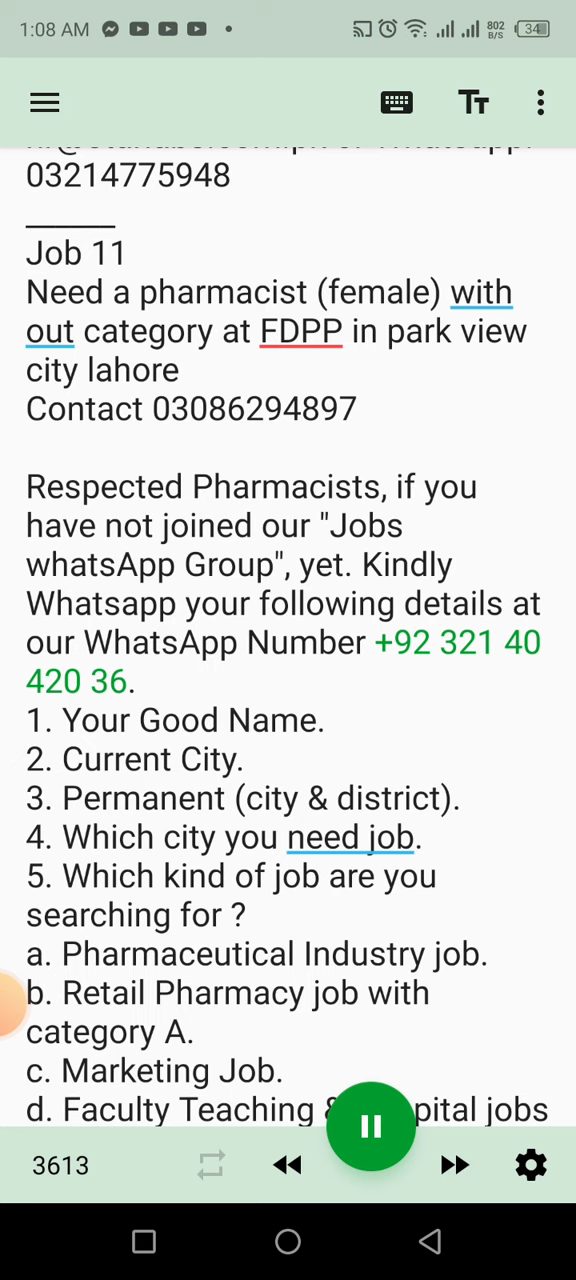 1:08 AM
802
B/S
34
Tт
03214775948
Job 11
Need a pharmacist (female) with
out category at FDPP in park view
city lahore
Contact 03086294897
Respected Pharmacists, if you
have not joined our "Jobs
whatsApp Group", yet. Kindly
Whatsapp your following details at
our WhatsApp Number +92 321 40
420 36.
1. Your Good Name.
2. Current City.
3. Permanent (city & district).
4. Which city you need job.
5. Which kind of job are you
searching for ?
a. Pharmaceutical Industry job.
b. Retail Pharmacy job with
category A.
c. Marketing Job.
d. Faculty Teaching jobs
3613